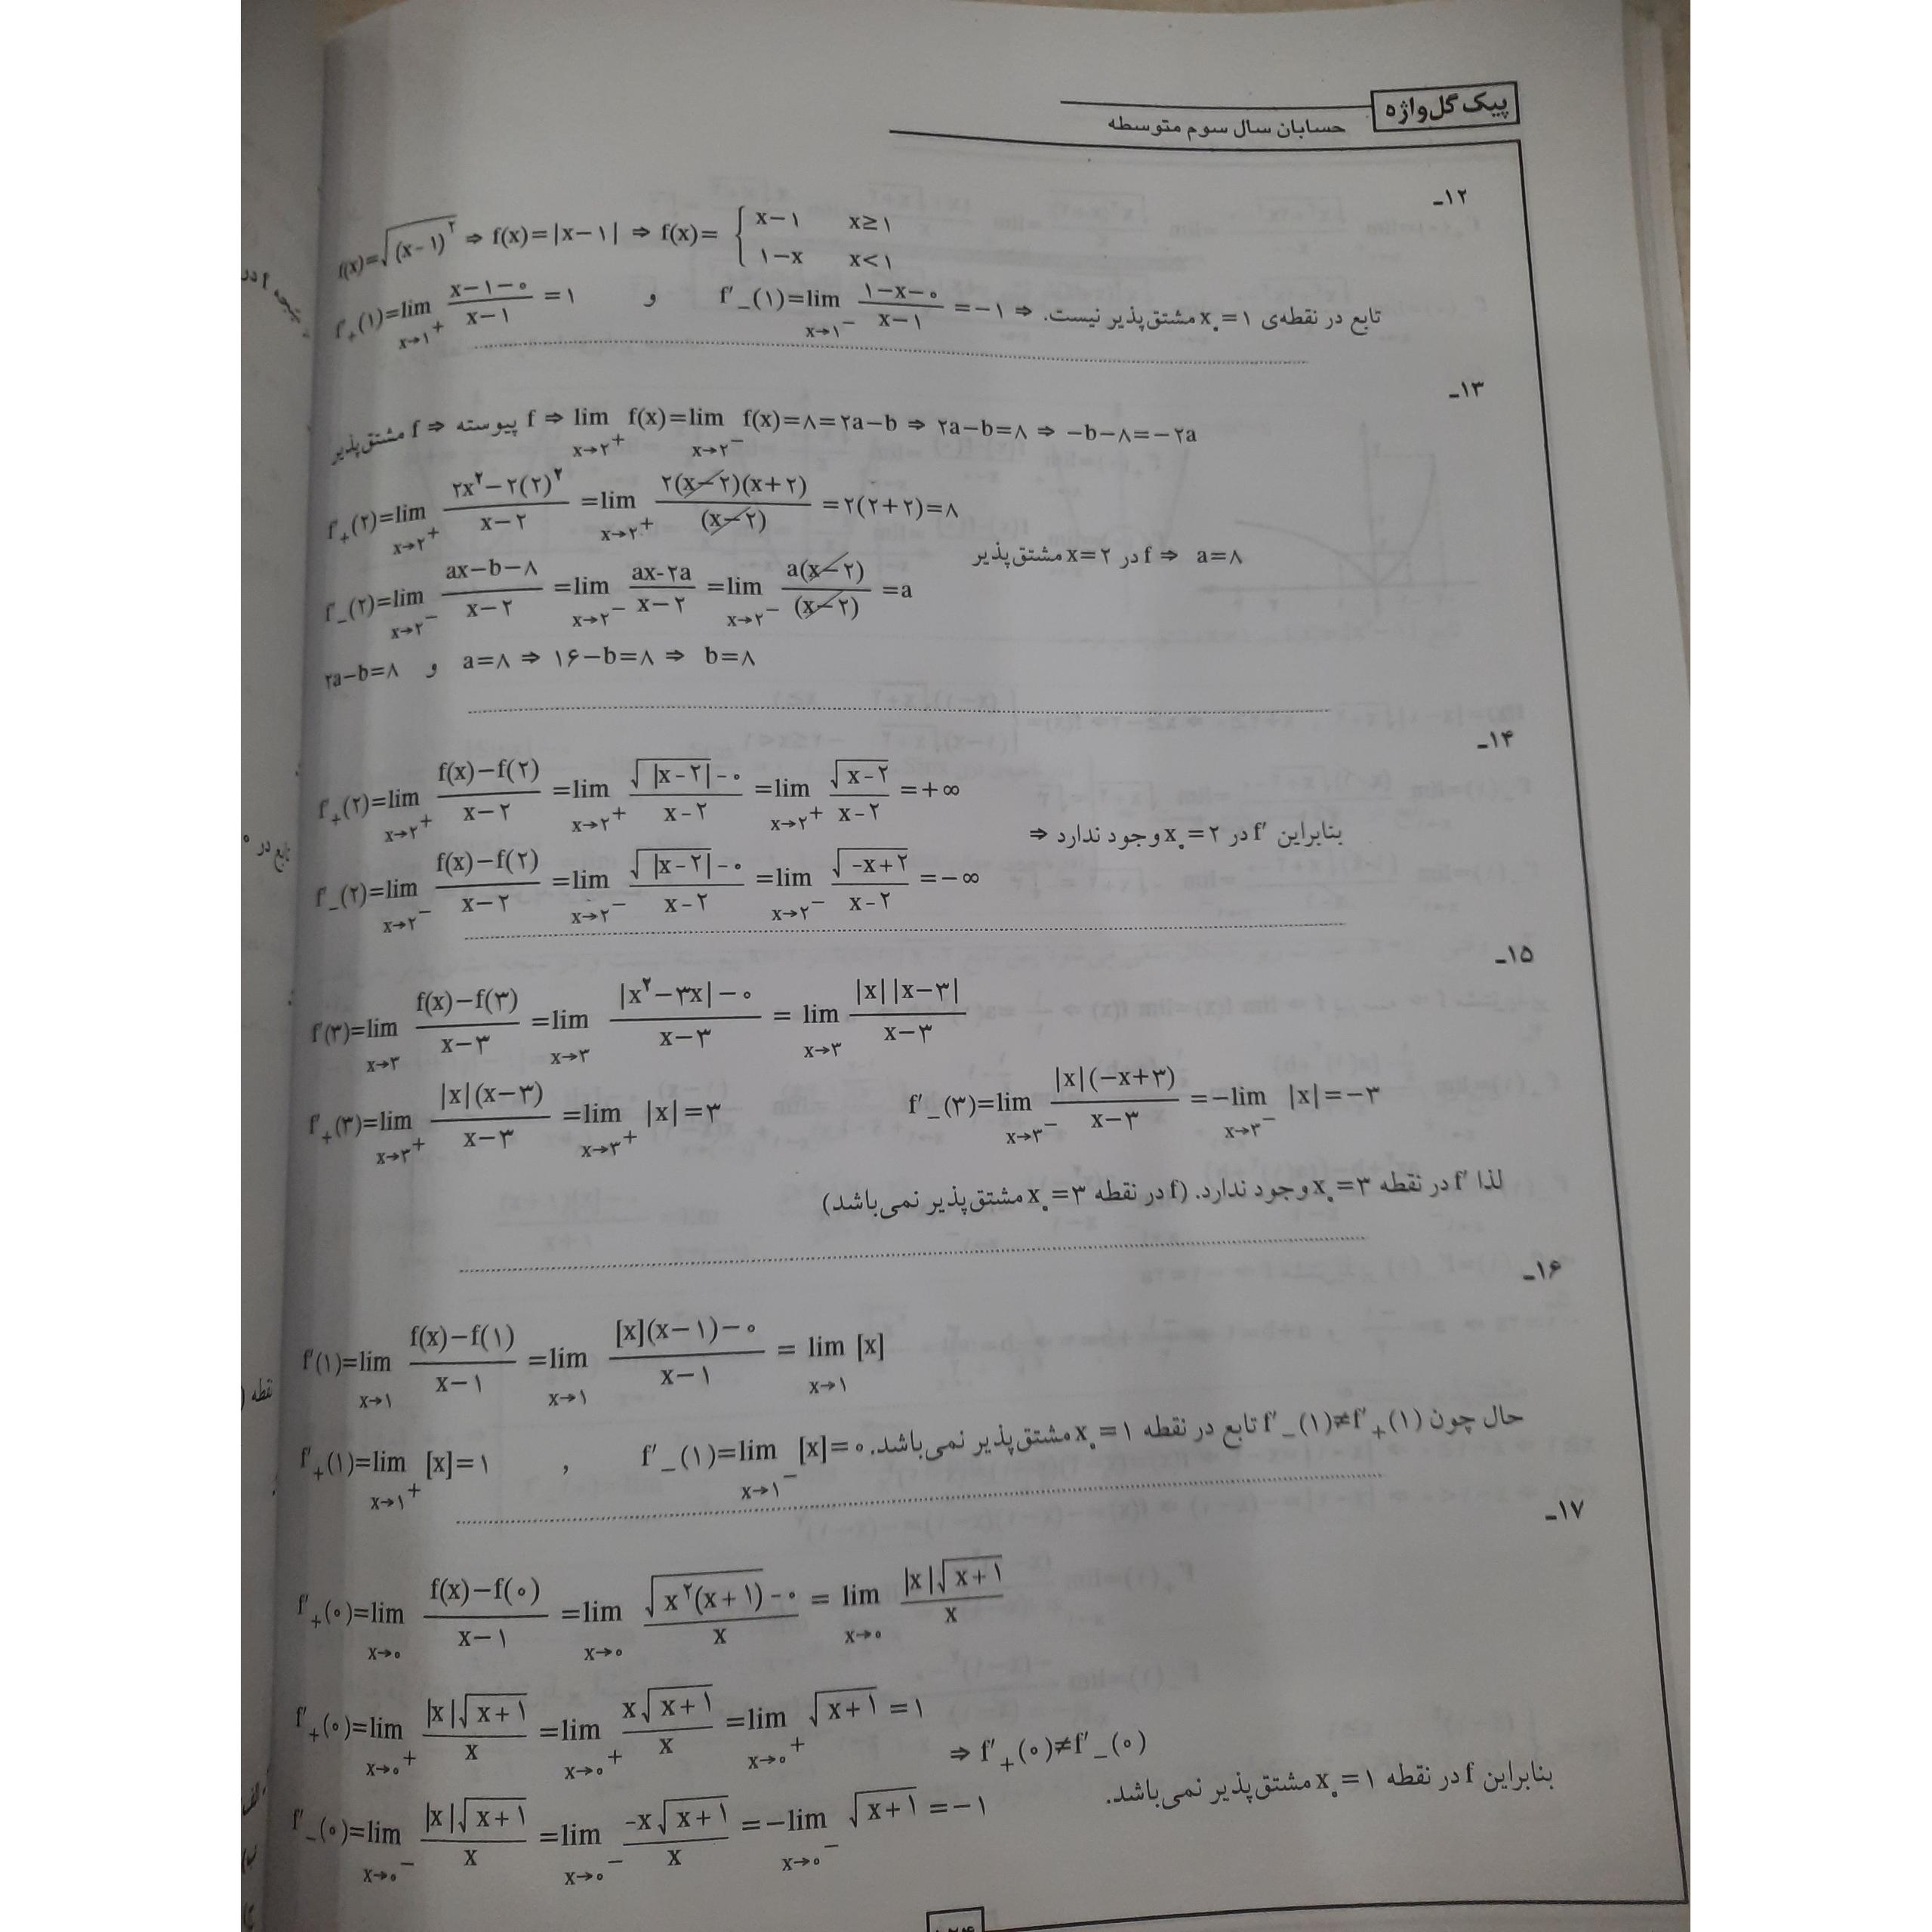 پیک گل‌واژه
حسابان سال سوم متوسطه
۱۲ـ
f(x)=√(x-۱)^۲ ⇒ f(x)=|x−۱| ⇒ f(x)= { x−۱ x≥۱
۱−x x<۱
f'₊(۱)=lim x→۱⁺ (x−۱−۰)/(x−۱) =۱ و f'₋(۱)=lim x→۱⁻ (۱−x−۰)/(x−۱) =−۱ ⇒ تابع در نقطه‌ی x₀=۱ مشتق‌پذیر نیست.
۱۳ـ
f مشتق‌پذیر ⇒ f پیوسته ⇒ lim x→۲⁺ f(x)=lim x→۲⁻ f(x)=۸=۲a−b ⇒ ۲a−b=۸ ⇒ −b−۸=−۲a
f'₊(۲)=lim x→۲⁺ (۲x^۲−۲(۲)^۲)/(x−۲) =lim x→۲⁺ ۲(x−۲)(x+۲)/(x−۲) =۲(۲+۲)=۸
f در x=۲ مشتق‌پذیر ⇒ a=۸
f'₋(۲)=lim x→۲⁻ (ax−b−۸)/(x−۲) =lim x→۲⁻ (ax-۲a)/(x−۲) =lim x→۲⁻ a(x−۲)/(x−۲) =a
۲a−b=۸ و a=۸ ⇒ ۱۶−b=۸ ⇒ b=۸
۱۴ـ
f'₊(۲)=lim x→۲⁺ (f(x)−f(۲))/(x−۲) =lim x→۲⁺ (√|x-۲|-۰)/(x-۲) =lim x→۲⁺ √(x-۲)/(x-۲) =+∞
⇒ بنابراین f' در x₀=۲ وجود ندارد
f'₋(۲)=lim x→۲⁻ (f(x)−f(۲))/(x−۲) =lim x→۲⁻ (√|x-۲|-۰)/(x-۲) =lim x→۲⁻ √(-x+۲)/(x-۲) =−∞
۱۵ـ
f'(۳)=lim x→۳ (f(x)−f(۳))/(x−۳) =lim x→۳ (|x^۲−۳x|−۰)/(x−۳) = lim x→۳ |x||x−۳|/(x−۳)
f'₊(۳)=lim x→۳⁺ |x|(x−۳)/(x−۳) =lim x→۳⁺ |x|=۳ f'₋(۳)=lim x→۳⁻ |x|(−x+۳)/(x−۳) =−lim x→۳⁻ |x|=−۳
لذا f' در نقطه x₀=۳ وجود ندارد. (f در نقطه x₀=۳ مشتق‌پذیر نمی‌باشد)
۱۶ـ
f'(۱)=lim x→۱ (f(x)−f(۱))/(x−۱) =lim x→۱ ([x](x−۱)−۰)/(x−۱) = lim x→۱ [x]
f'₊(۱)=lim x→۱⁺ [x]=۱ , f'₋(۱)=lim x→۱⁻ [x]=۰ حال چون f'₋(۱)≠f'₊(۱) تابع در نقطه x₀=۱ مشتق‌پذیر نمی‌باشد.
۱۷ـ
f'₊(۰)=lim x→۰ (f(x)−f(۰))/(x−۱) =lim x→۰ (√x^۲(x+۱)-۰)/x = lim x→۰ |x|√(x+۱)/x
f'₊(۰)=lim x→۰⁺ |x|√(x+۱)/x =lim x→۰⁺ x√(x+۱)/x =lim x→۰⁺ √(x+۱) =۱
⇒ f'₊(۰)≠f'₋(۰)
بنابراین f در نقطه x₀=۱ مشتق‌پذیر نمی‌باشد.
f'₋(۰)=lim x→۰⁻ |x|√(x+۱)/x =lim x→۰⁻ -x√(x+۱)/x =−lim x→۰⁻ √(x+۱) =−۱